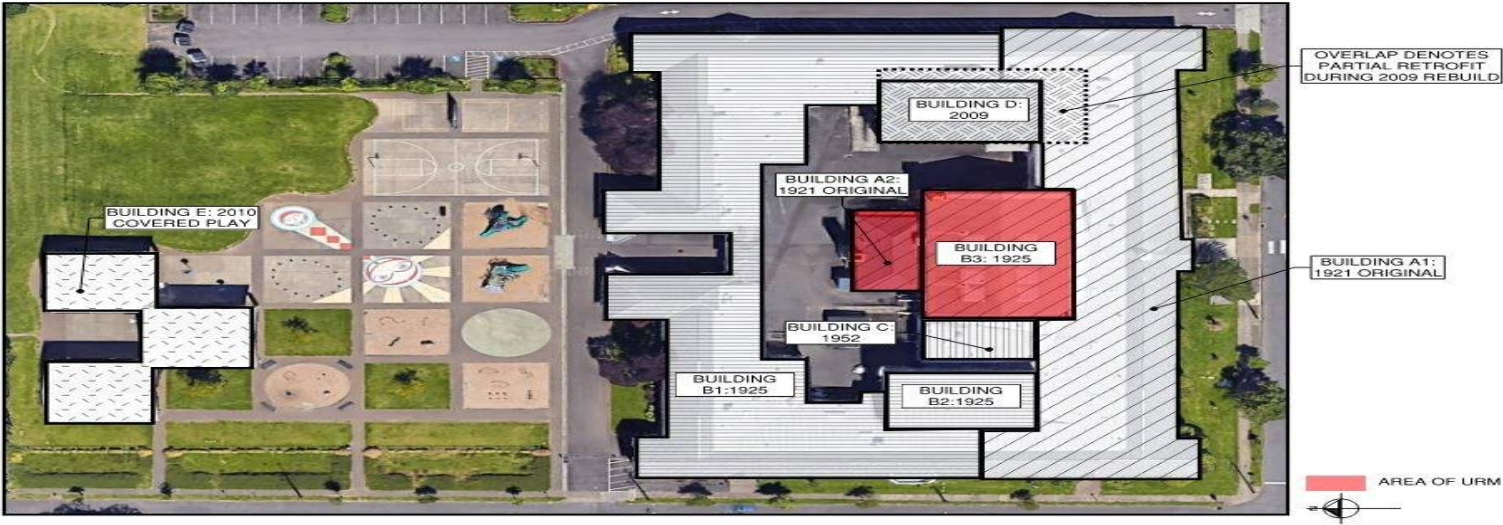 OVERLAP DENOTES
PARTIAL RETROFIT
DURING 2009 REBUILD
BUILDING D:
2009
BUILDING A2:
1921 ORIGINAL
BUILDING E: 2010
COVERED PLAY
BUILDING
B3: 1925
BUILDING A1:
1921 ORIGINAL
BUILDING C:
1952
BUILDING
B1:1925
BUILDING
B2:1925
AREA OF URM
N